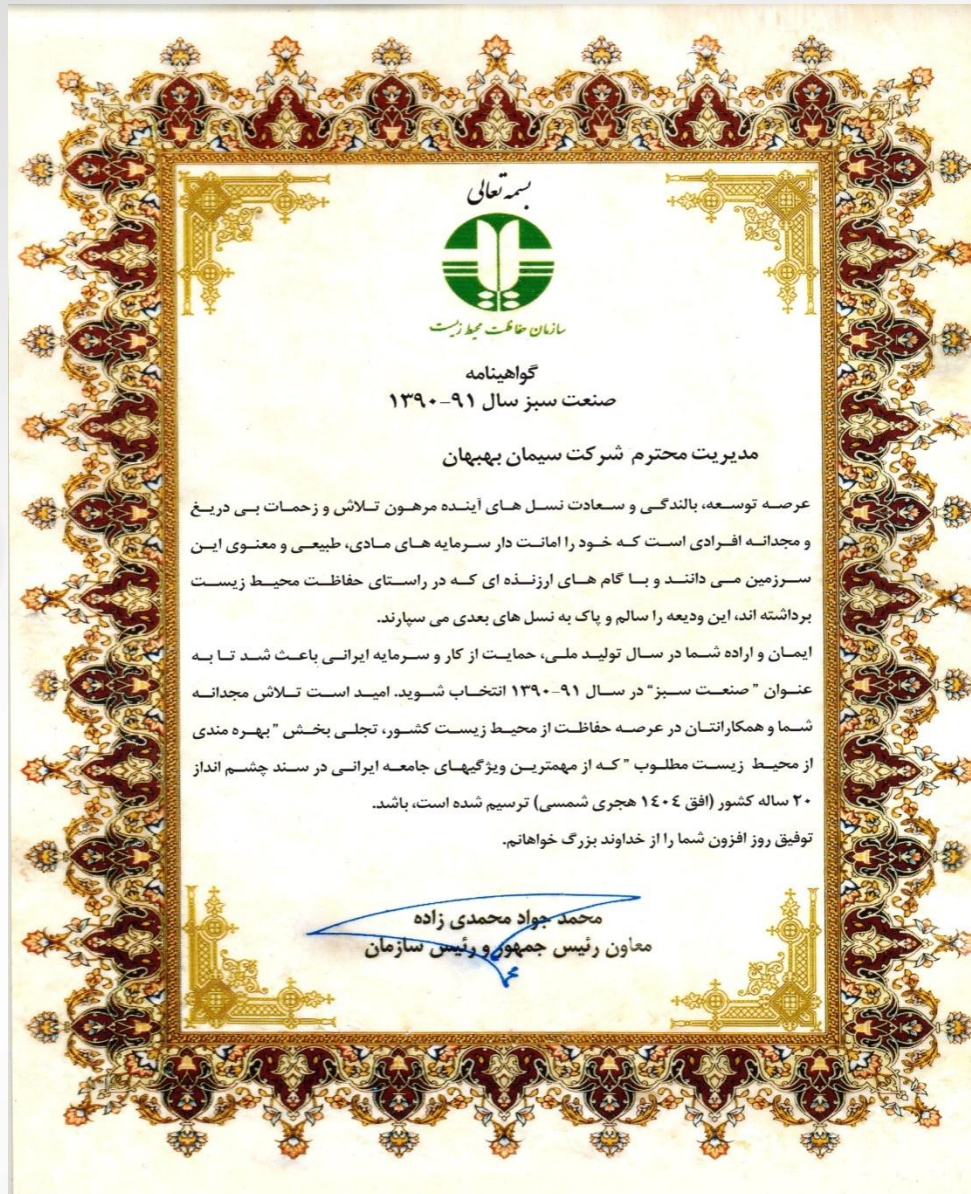 بسمه تعالی
سازمان حفاظت محیط زیست
گواهینامه
صنعت سبز سال ۹۱-۱۳۹۰
مدیریت محترم شرکت سیمان بهبهان
عرصه توسعه، بالندگی و سعادت نسل های آینده مرهون تلاش و زحمات بی دریغ
و مجدانه افرادی است که خود را امانت دار سرمایه های مادی، طبیعی و معنوی این
سرزمین می دانند و با گام های ارزنده ای که در راستای حفاظت محیط زیست
برداشته اند، این ودیعه را سالم و پاک به نسل های بعدی می سپارند.
ایمان و اراده شما در سال تولید ملی، حمایت از کار و سرمایه ایرانی باعث شد تا به
عنوان " صنعت سبز" در سال ۹۱-۱۳۹۰ انتخاب شوید. امید است تلاش مجدانه
شما و همکارانتان در عرصه حفاظت از محیط زیست کشور، تجلی بخش " بهره مندی
از محیط زیست مطلوب " که از مهمترین ویژگیهای جامعه ایرانی در سند چشم انداز
۲۰ ساله کشور (افق ۱۴۰۴ هجری شمسی) ترسیم شده است، باشد.
توفیق روز افزون شما را از خداوند بزرگ خواهانم.
محمد جواد محمدی زاده
معاون رئیس جمهور و رئیس سازمان